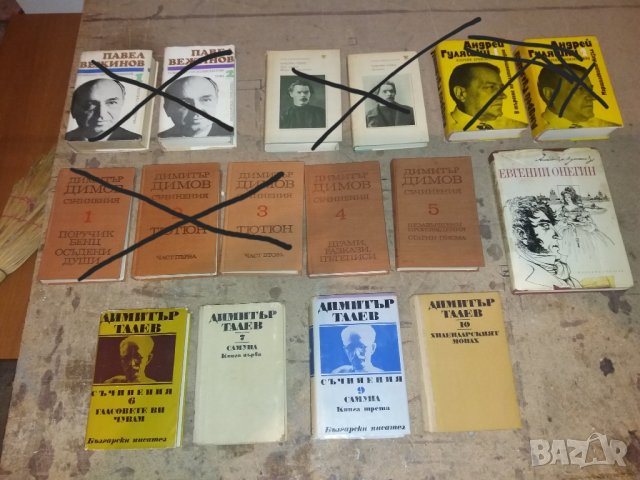 ПАВЕЛ
ВЕЖИНОВ
1
ПАВЕЛ
ВЕЖИНОВ
2
Андрей
Гуляшки
Андрей
Гуляшки
ДИМИТЪР
ДИМОВ
СЪЧИНЕНИЯ
1
ПОРУЧИК
БЕНЦ
ОСЪДЕНИ
ДУШИ
ДИМИТЪР
ДИМОВ
СЪЧИНЕНИЯ
ТЮТЮН
ЧАСТ ПЪРВА
ДИМИТЪР
ДИМОВ
СЪЧИНЕНИЯ
3
ТЮТЮН
ЧАСТ ВТОРА
ДИМИТЪР
ДИМОВ
СЪЧИНЕНИЯ
4
ДРАМИ,
РАЗКАЗИ,
ПЪТЕПИСИ
ДИМИТЪР
ДИМОВ
СЪЧИНЕНИЯ
5
ЕВГЕНИЙ ОНЕГИН
ДИМИТЪР
ТАЛЕВ
СЪЧИНЕНИЯ
6
ГЛАСОВЕТЕ ВИ
ЧУВАМ
Български писател
ДИМИТЪР
ТАЛЕВ
7
САМУИЛ
Книга първа
ДИМИТЪР
ТАЛЕВ
СЪЧИНЕНИЯ
9
САМУИЛ
Книга трета
Български писател
ДИМИТЪР
ТАЛЕВ
10
ХИЛЕНДАРСКИЯТ
МОНАХ
BAZAR